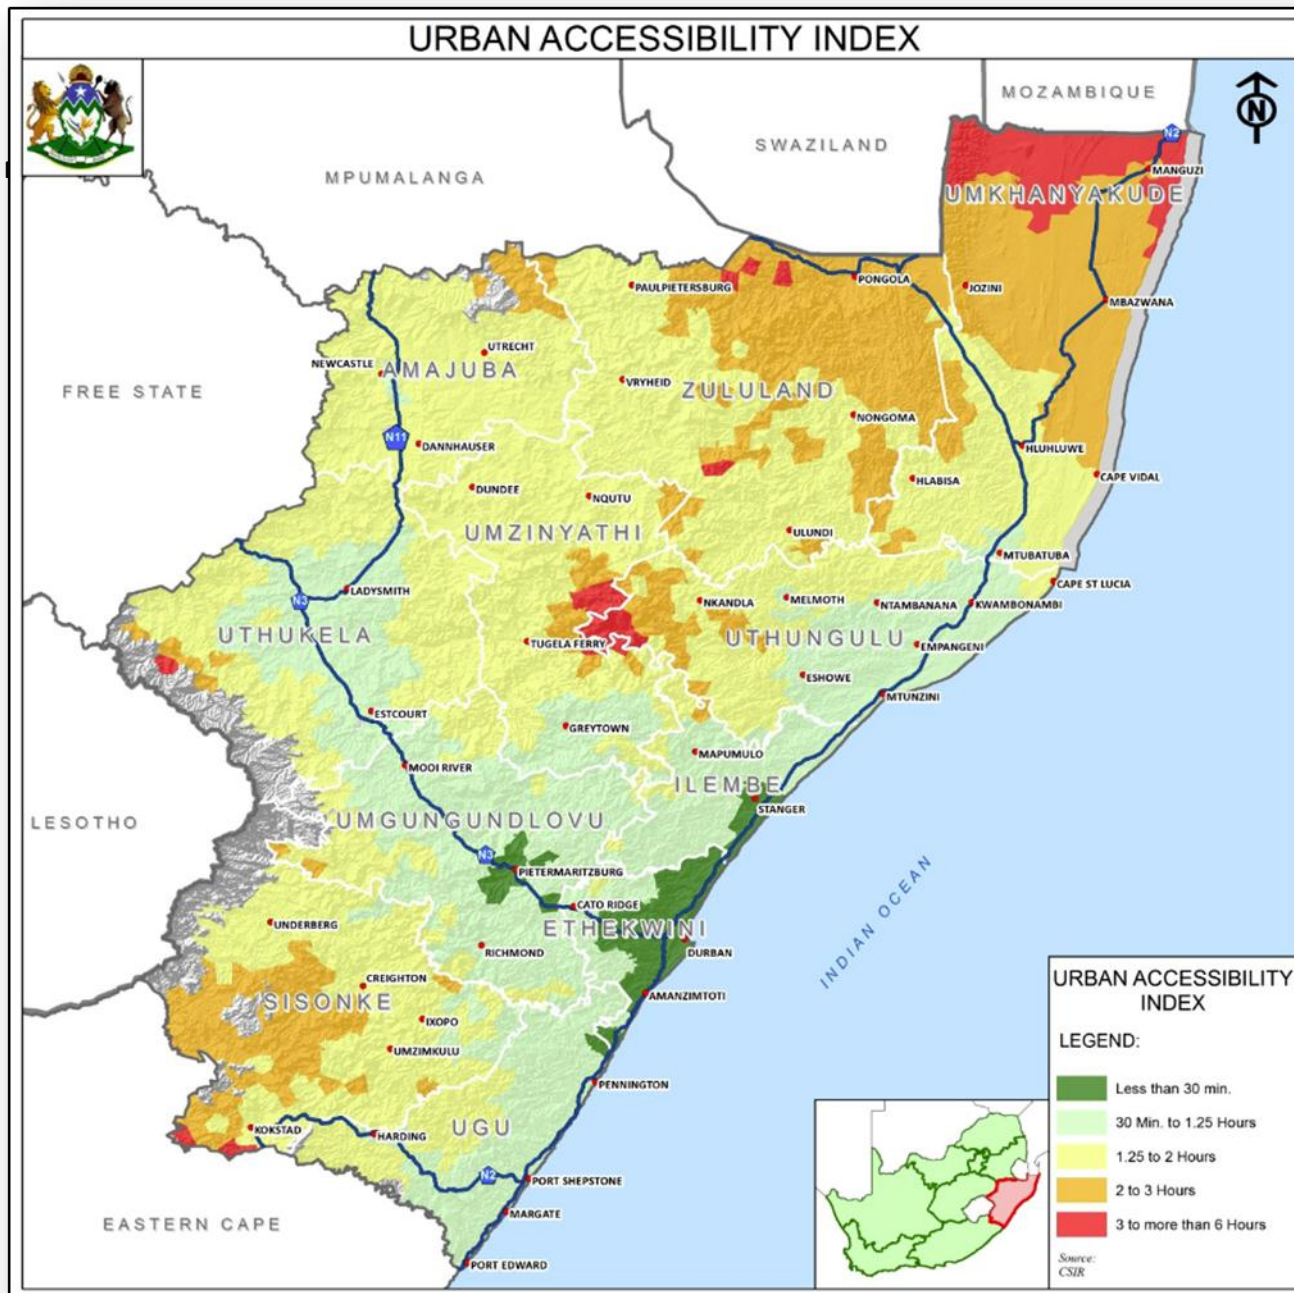 URBAN ACCESSIBILITY INDEX
MOZAMBIQUE
N
SWAZILAND
MPUMALANGA
N2
MANGUZI
UMKHANYAKUDE
PAULPIETERSBURG
PONGOLA
JOZINI
MBAZWANA
UTRECHT
NEWCASTLE
AMAJUBA
FREE STATE
VRYHEID
ZULULAND
NONGOMA
N11
DANNHAUSER
HLUHLUWE
HLABISA
CAPE VIDAL
DUNDEE
NQUTU
UMZINYATHI
ULUNDI
MTUBATUBA
CAPE ST LUCIA
LADYSMITH
N3
NKANDLA
MELMOTH
NTAMBANANA
KWAMBONAMBI
UTHUKELA
TUGELA FERRY
UTHUNGULU
EMPANGENI
ESHOWE
MTUNZINI
ESTCOURT
GREYTOWN
MAPUMULO
MOOI RIVER
ILEMBE
STANGER
LESOTHO
UMGUNGUNDLOVU
N3
PIETERMARITZBURG
CATO RIDGE
INDIAN OCEAN
UNDERBERG
ETHEKWINI
RICHMOND
DURBAN
CREIGHTON
SISONKE
AMANZIMTOTI
IXOPO
UMZIMKULU
PENNINGTON
KOKSTAD
HARDING
UGU
N2
PORT SHEPSTONE
MARGATE
EASTERN CAPE
PORT EDWARD
URBAN ACCESSIBILITY
INDEX
LEGEND:
Less than 30 min.
30 Min. to 1.25 Hours
1.25 to 2 Hours
2 to 3 Hours
3 to more than 6 Hours
Source:
CSIR